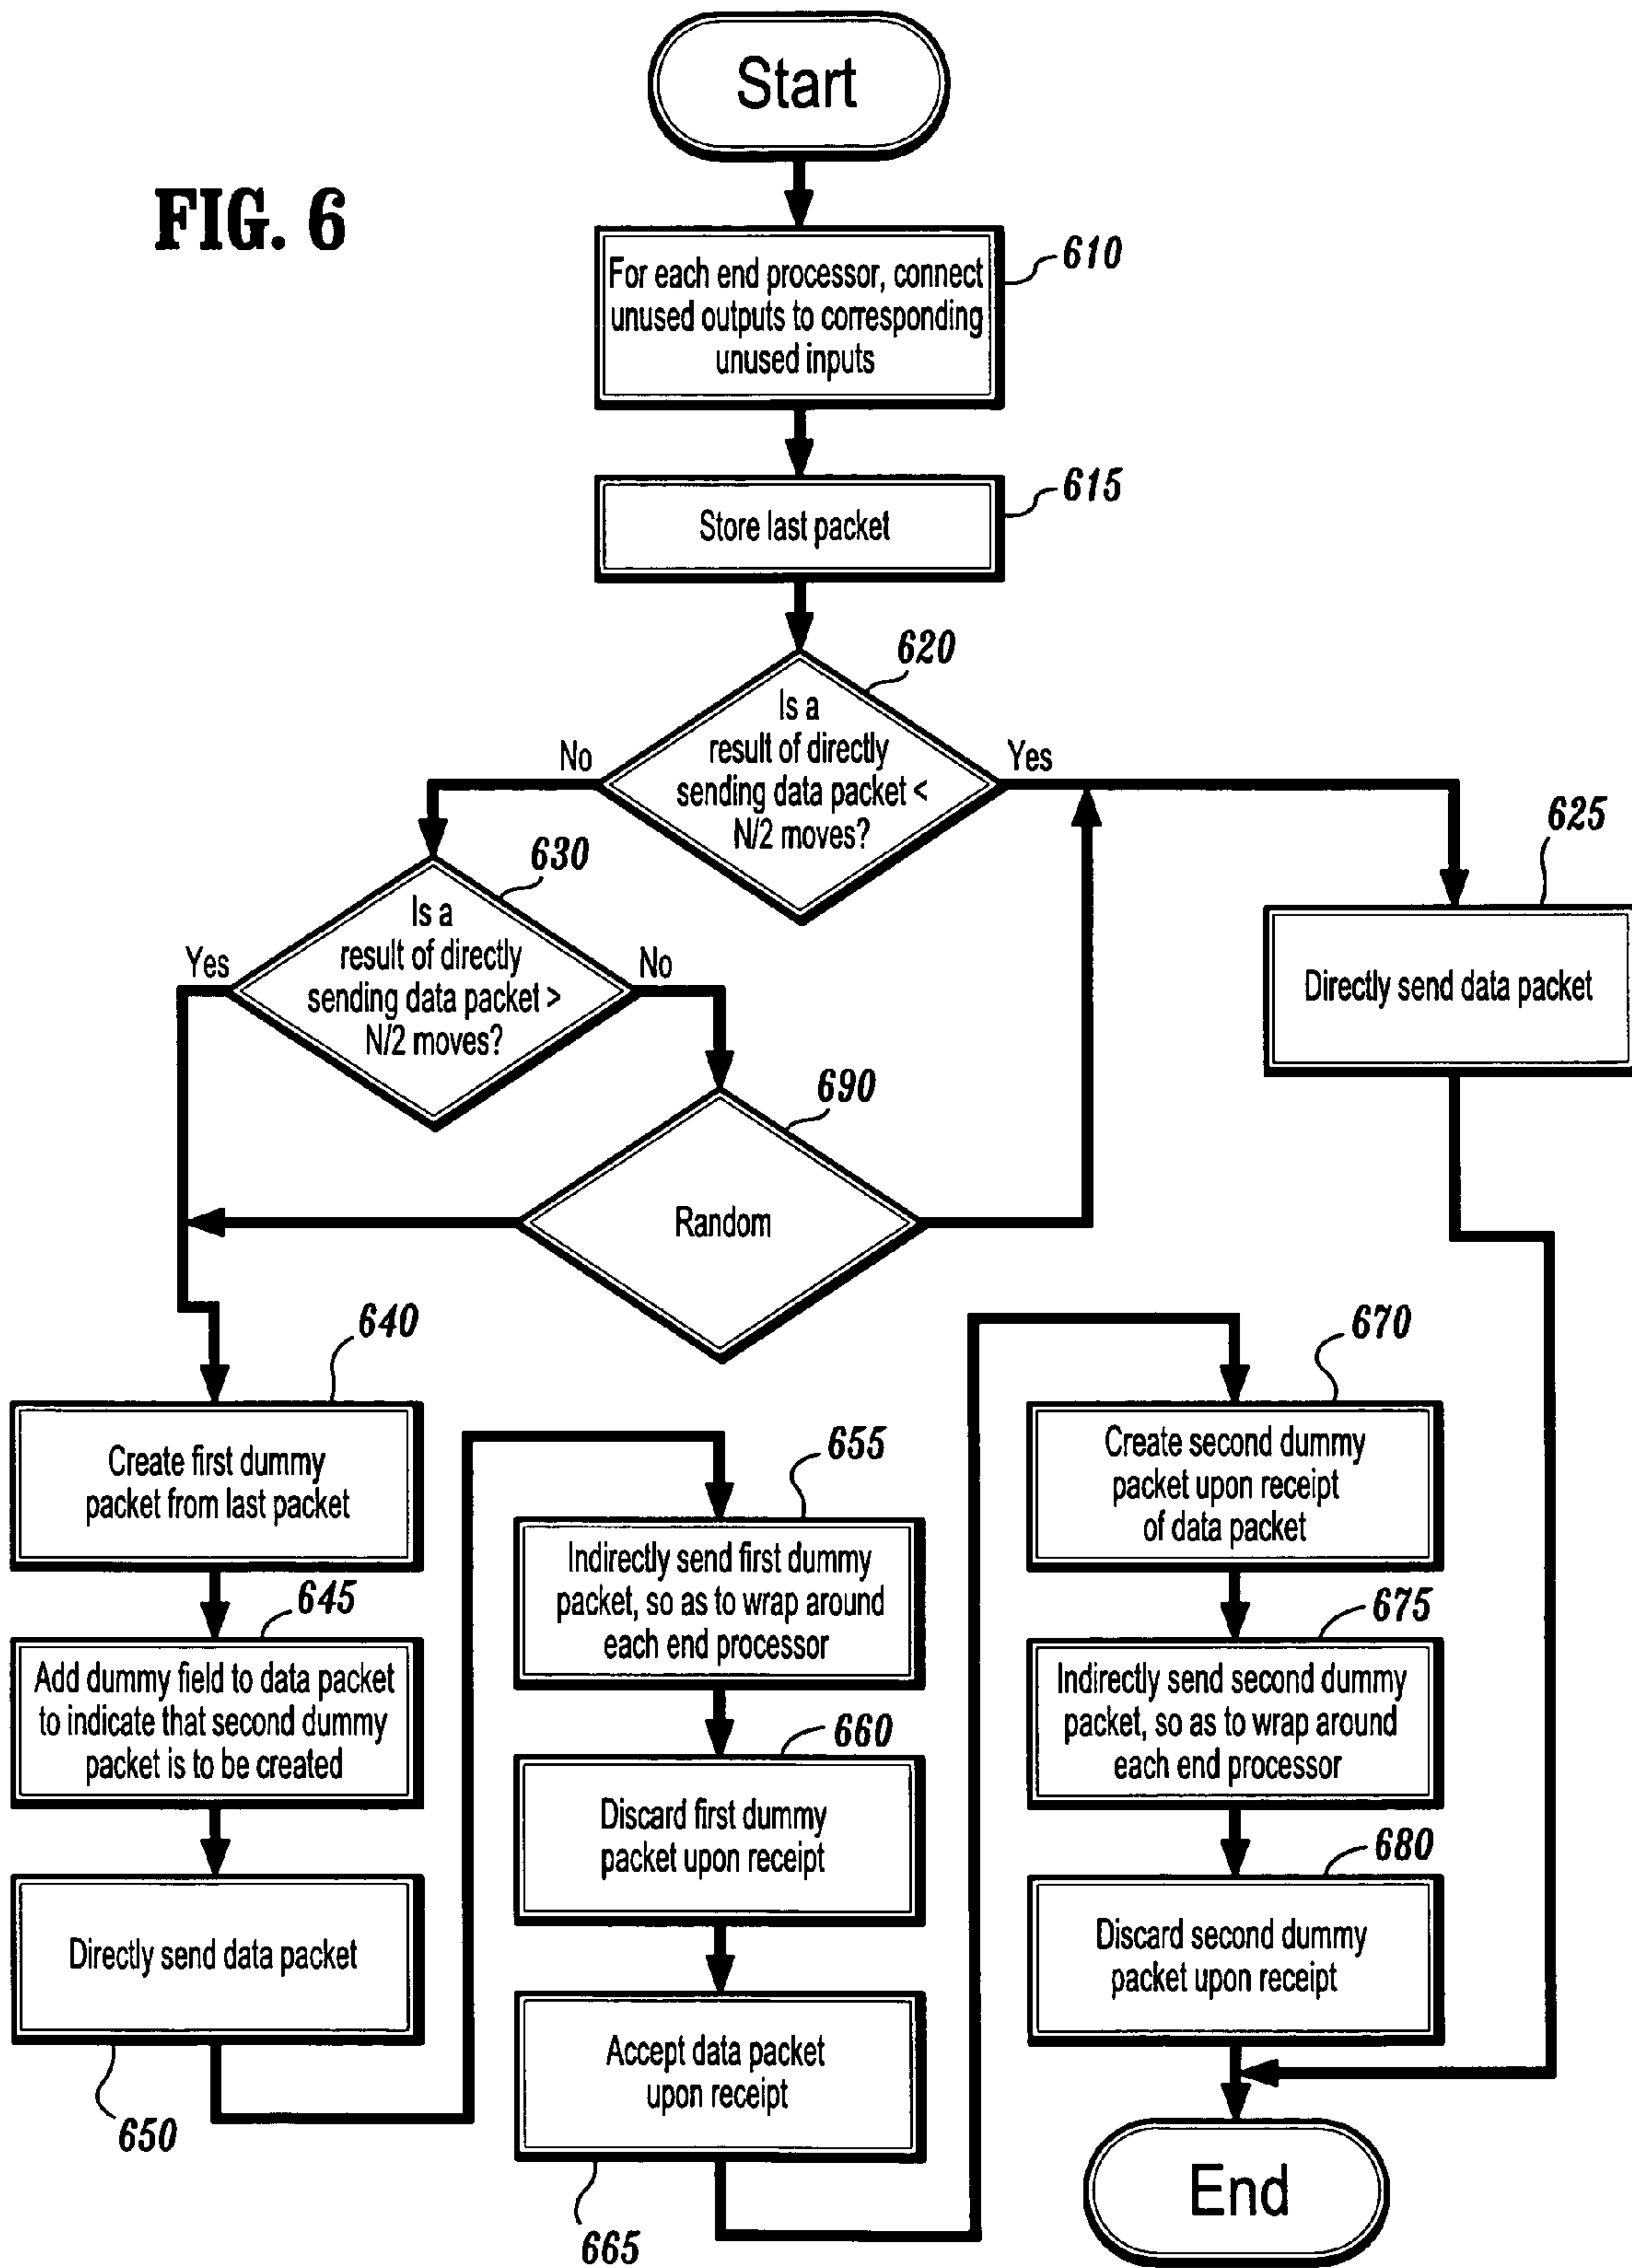 Start
FIG. 6
For each end processor, connect
unused outputs to corresponding
unused inputs
610
Store last packet
615
620
Is a
result of directly
sending data packet <
N/2 moves?
No
Yes
625
Directly send data packet
630
Is a
result of directly
sending data packet >
N/2 moves?
Yes
No
690
Random
640
Create first dummy
packet from last packet
645
Add dummy field to data packet
to indicate that second dummy
packet is to be created
Directly send data packet
650
655
Indirectly send first dummy
packet, so as to wrap around
each end processor
660
Discard first dummy
packet upon receipt
Accept data packet
upon receipt
665
670
Create second dummy
packet upon receipt
of data packet
675
Indirectly send second dummy
packet, so as to wrap around
each end processor
680
Discard second dummy
packet upon receipt
End